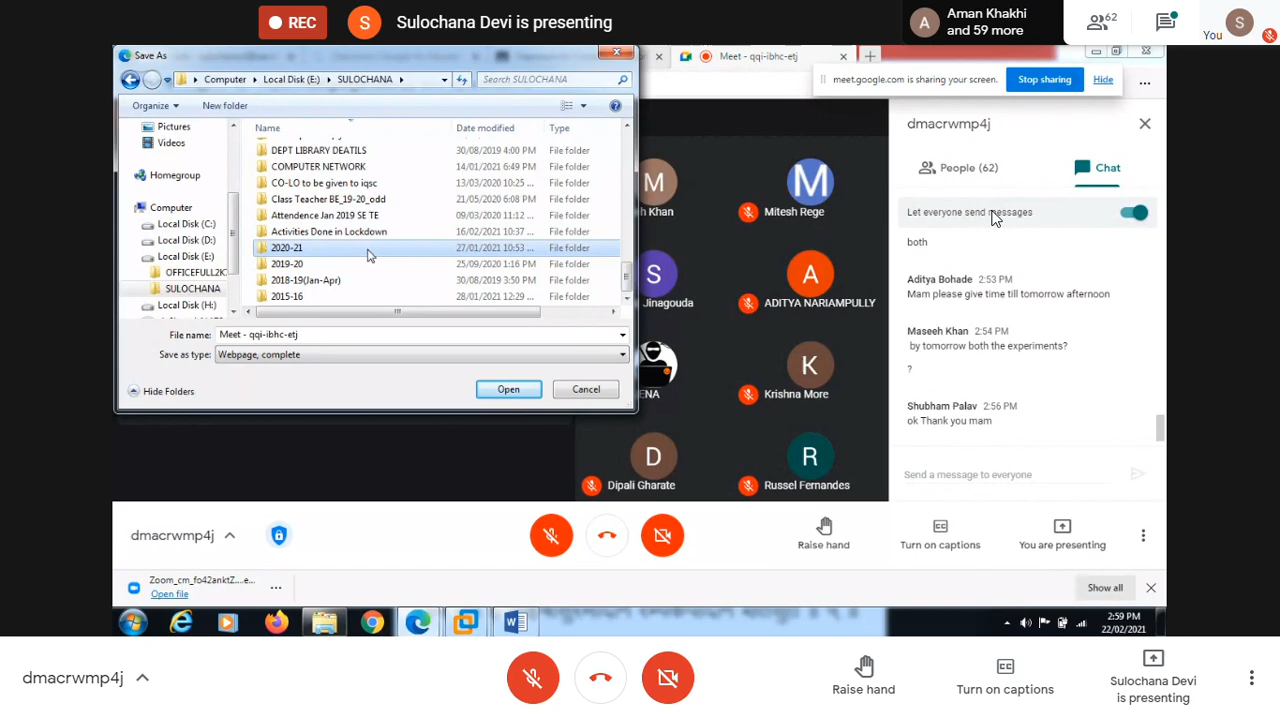 REC
S
Sulochana Devi is presenting
A
Aman Khakhi
and 59 more
62
You
S
Save As
Meet - qqi-ibhc-etj
Computer
Local Disk (E:)
SULOCHANA
Search SULOCHANA
meet.google.com is sharing your screen.
Stop sharing
Hide
Organize
New folder
Name
Date modified
Type
Pictures
Videos
Homegroup
Computer
Local Disk (C:)
Local Disk (D:)
Local Disk (E:)
OFFICEFULL2K
SULOCHANA
Local Disk (H:)
DEPT LIBRARY DEATILS 30/08/2019 4:00 PM File folder
COMPUTER NETWORK 14/01/2021 6:49 PM File folder
CO-LO to be given to iqsc 13/03/2020 10:25 ... File folder
Class Teacher BE_19-20_odd 21/05/2020 6:08 PM File folder
Attendence Jan 2019 SE TE 09/03/2020 11:12 ... File folder
Activities Done in Lockdown 16/02/2021 10:37 ... File folder
2020-21 27/01/2021 10:53 ... File folder
2019-20 25/09/2020 1:16 PM File folder
2018-19(Jan-Apr) 30/08/2019 3:50 PM File folder
2015-16 28/01/2021 12:29 ... File folder
File name: Meet - qqi-ibhc-etj
Save as type: Webpage, complete
Hide Folders
Open
Cancel
M
h Khan
M
Mitesh Rege
S
Jinagouda
A
ADITYA NARIAMPULLY
ENA
K
Krishna More
D
Dipali Gharate
R
Russel Fernandes
dmacrwmp4j
People (62)
Chat
Let everyone send messages
both
Aditya Bohade 2:53 PM
Mam please give time till tomorrow afternoon
Maseeh Khan 2:54 PM
by tomorrow both the experiments?
?
Shubham Palav 2:56 PM
ok Thank you mam
Send a message to everyone
dmacrwmp4j
Raise hand
Turn on captions
You are presenting
Zoom_cm_fo42anktZ....e...
Open file
Show all
2:59 PM
22/02/2021
dmacrwmp4j
Raise hand
Turn on captions
Sulochana Devi
is presenting